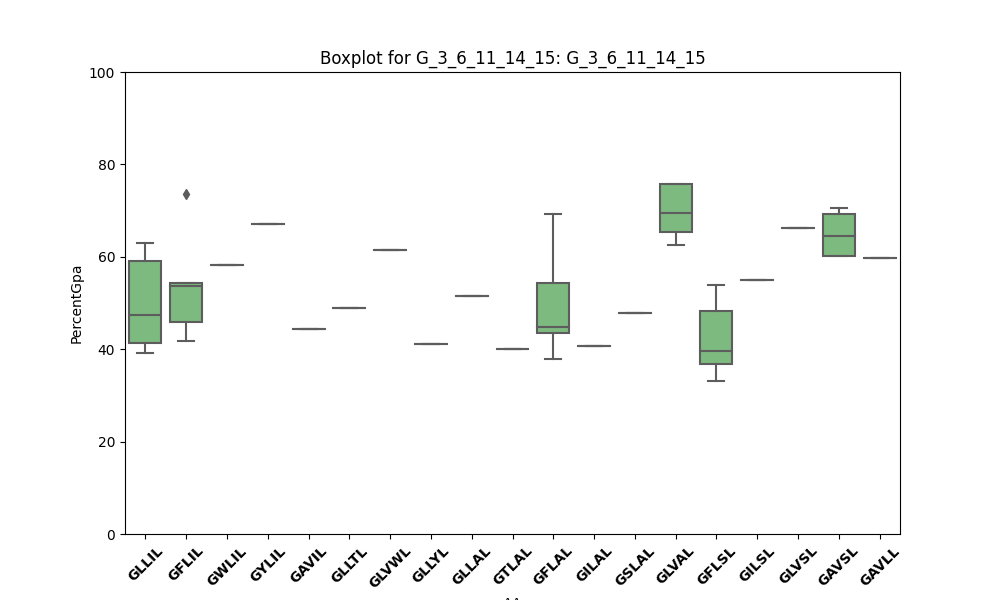 Boxplot for G_3_6_11_14_15: G_3_6_11_14_15
100
80
60
40
20
0
PercentGpa
GLLIL
GFLIL
GWLIL
GYLIL
GAVIL
GLLTL
GLVWL
GLLYL
GLLAL
GTLAL
GFLAL
GILAL
GSLAL
GLVAL
GFLSL
GILSL
GLVSL
GAVSL
GAVLL